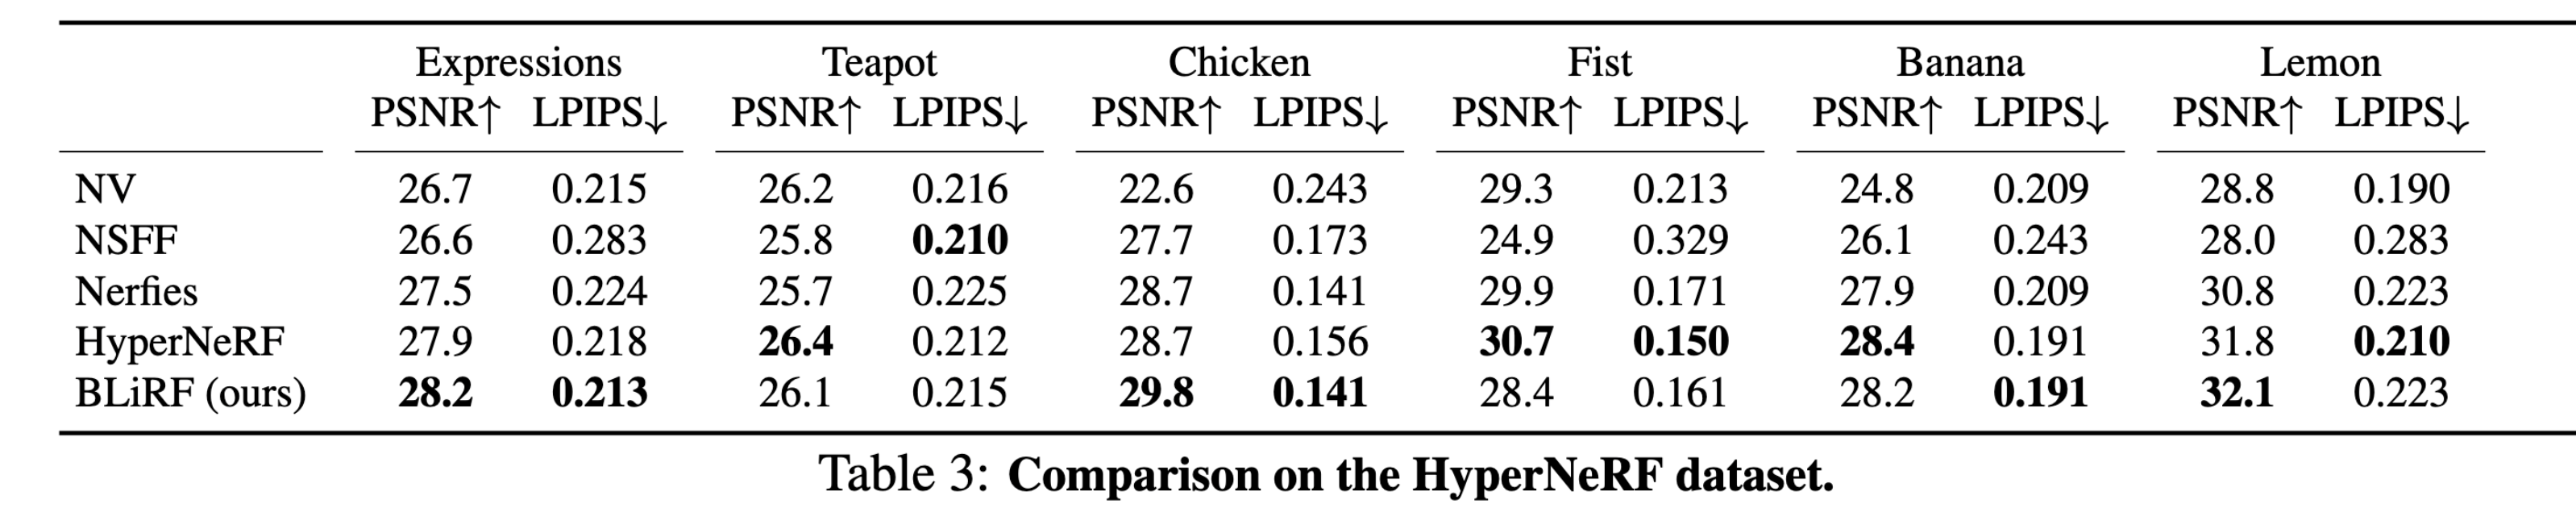 Expressions Teapot Chicken Fist Banana Lemon
PSNR↑ LPIPS↓ PSNR↑ LPIPS↓ PSNR↑ LPIPS↓ PSNR↑ LPIPS↓ PSNR↑ LPIPS↓ PSNR↑ LPIPS↓
NV 26.7 0.215 26.2 0.216 22.6 0.243 29.3 0.213 24.8 0.209 28.8 0.190
NSFF 26.6 0.283 25.8 0.210 27.7 0.173 24.9 0.329 26.1 0.243 28.0 0.283
Nerfies 27.5 0.224 25.7 0.225 28.7 0.141 29.9 0.171 27.9 0.209 30.8 0.223
HyperNeRF 27.9 0.218 26.4 0.212 28.7 0.156 30.7 0.150 28.4 0.191 31.8 0.210
BLiRF (ours) 28.2 0.213 26.1 0.215 29.8 0.141 28.4 0.161 28.2 0.191 32.1 0.223
Table 3: Comparison on the HyperNeRF dataset.